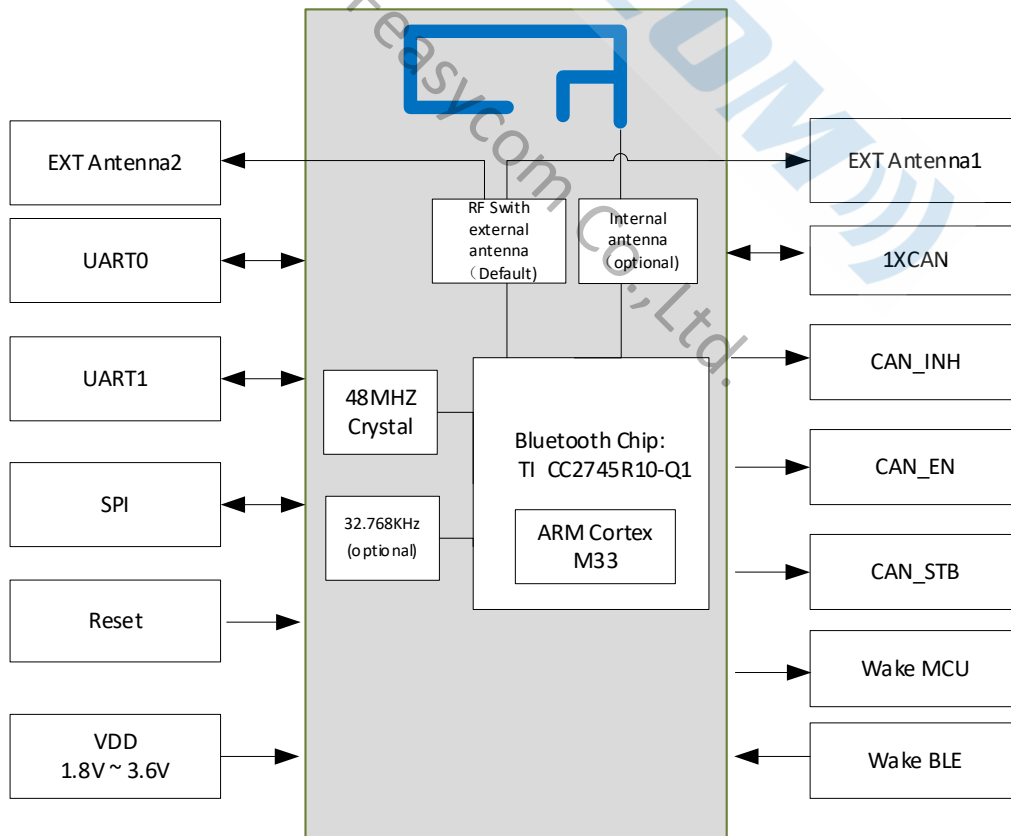 EXT Antenna2
EXT Antenna1
RF Swith
external
antenna
（Default)
Internal
antenna
（optional)
UART0
1XCAN
UART1
CAN_INH
48MHZ
Crystal
Bluetooth Chip:
TI CC2745R10-Q1
CAN_EN
SPI
32.768KHz
(optional)
ARM Cortex
M33
CAN_STB
Reset
Wake MCU
VDD
1.8V ~ 3.6V
Wake BLE
easycom Co.,Ltd.
COM